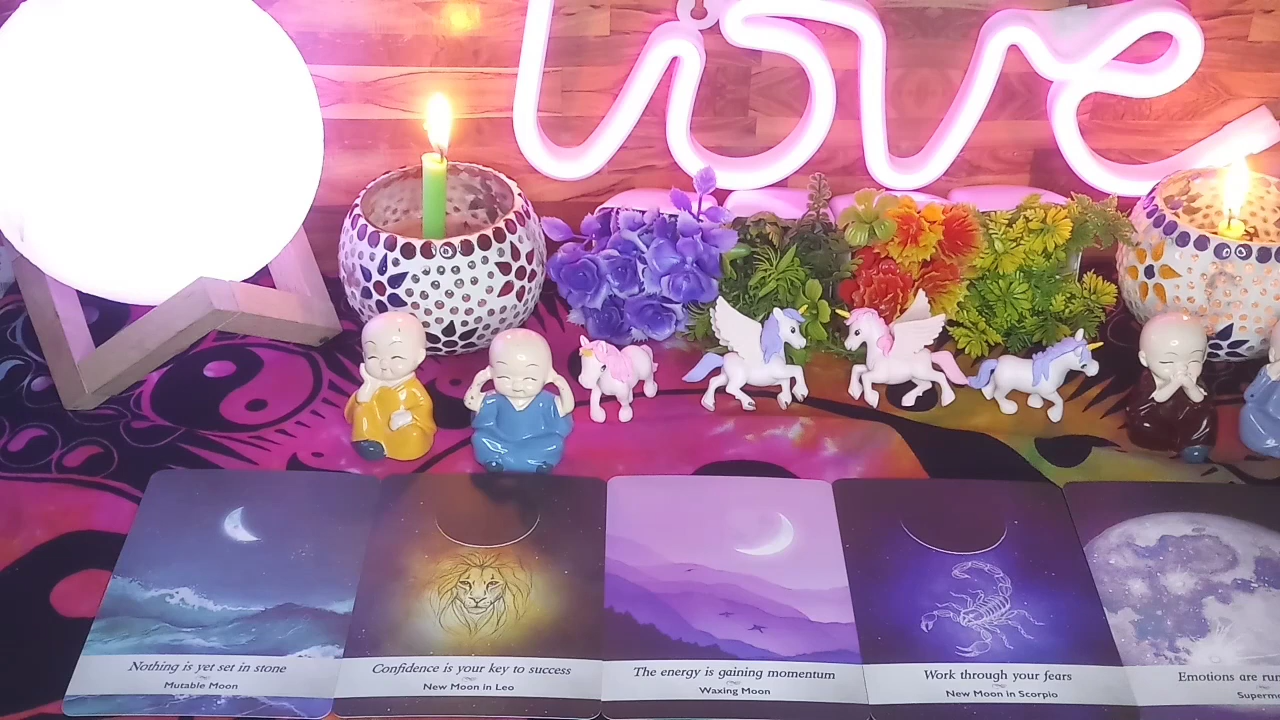 love
Nothing is yet set in stone
Mutable Moon
Confidence is your key to success
New Moon in Leo
The energy is gaining momentum
Waxing Moon
Work through your fears
New Moon in Scorpio
Emotions are